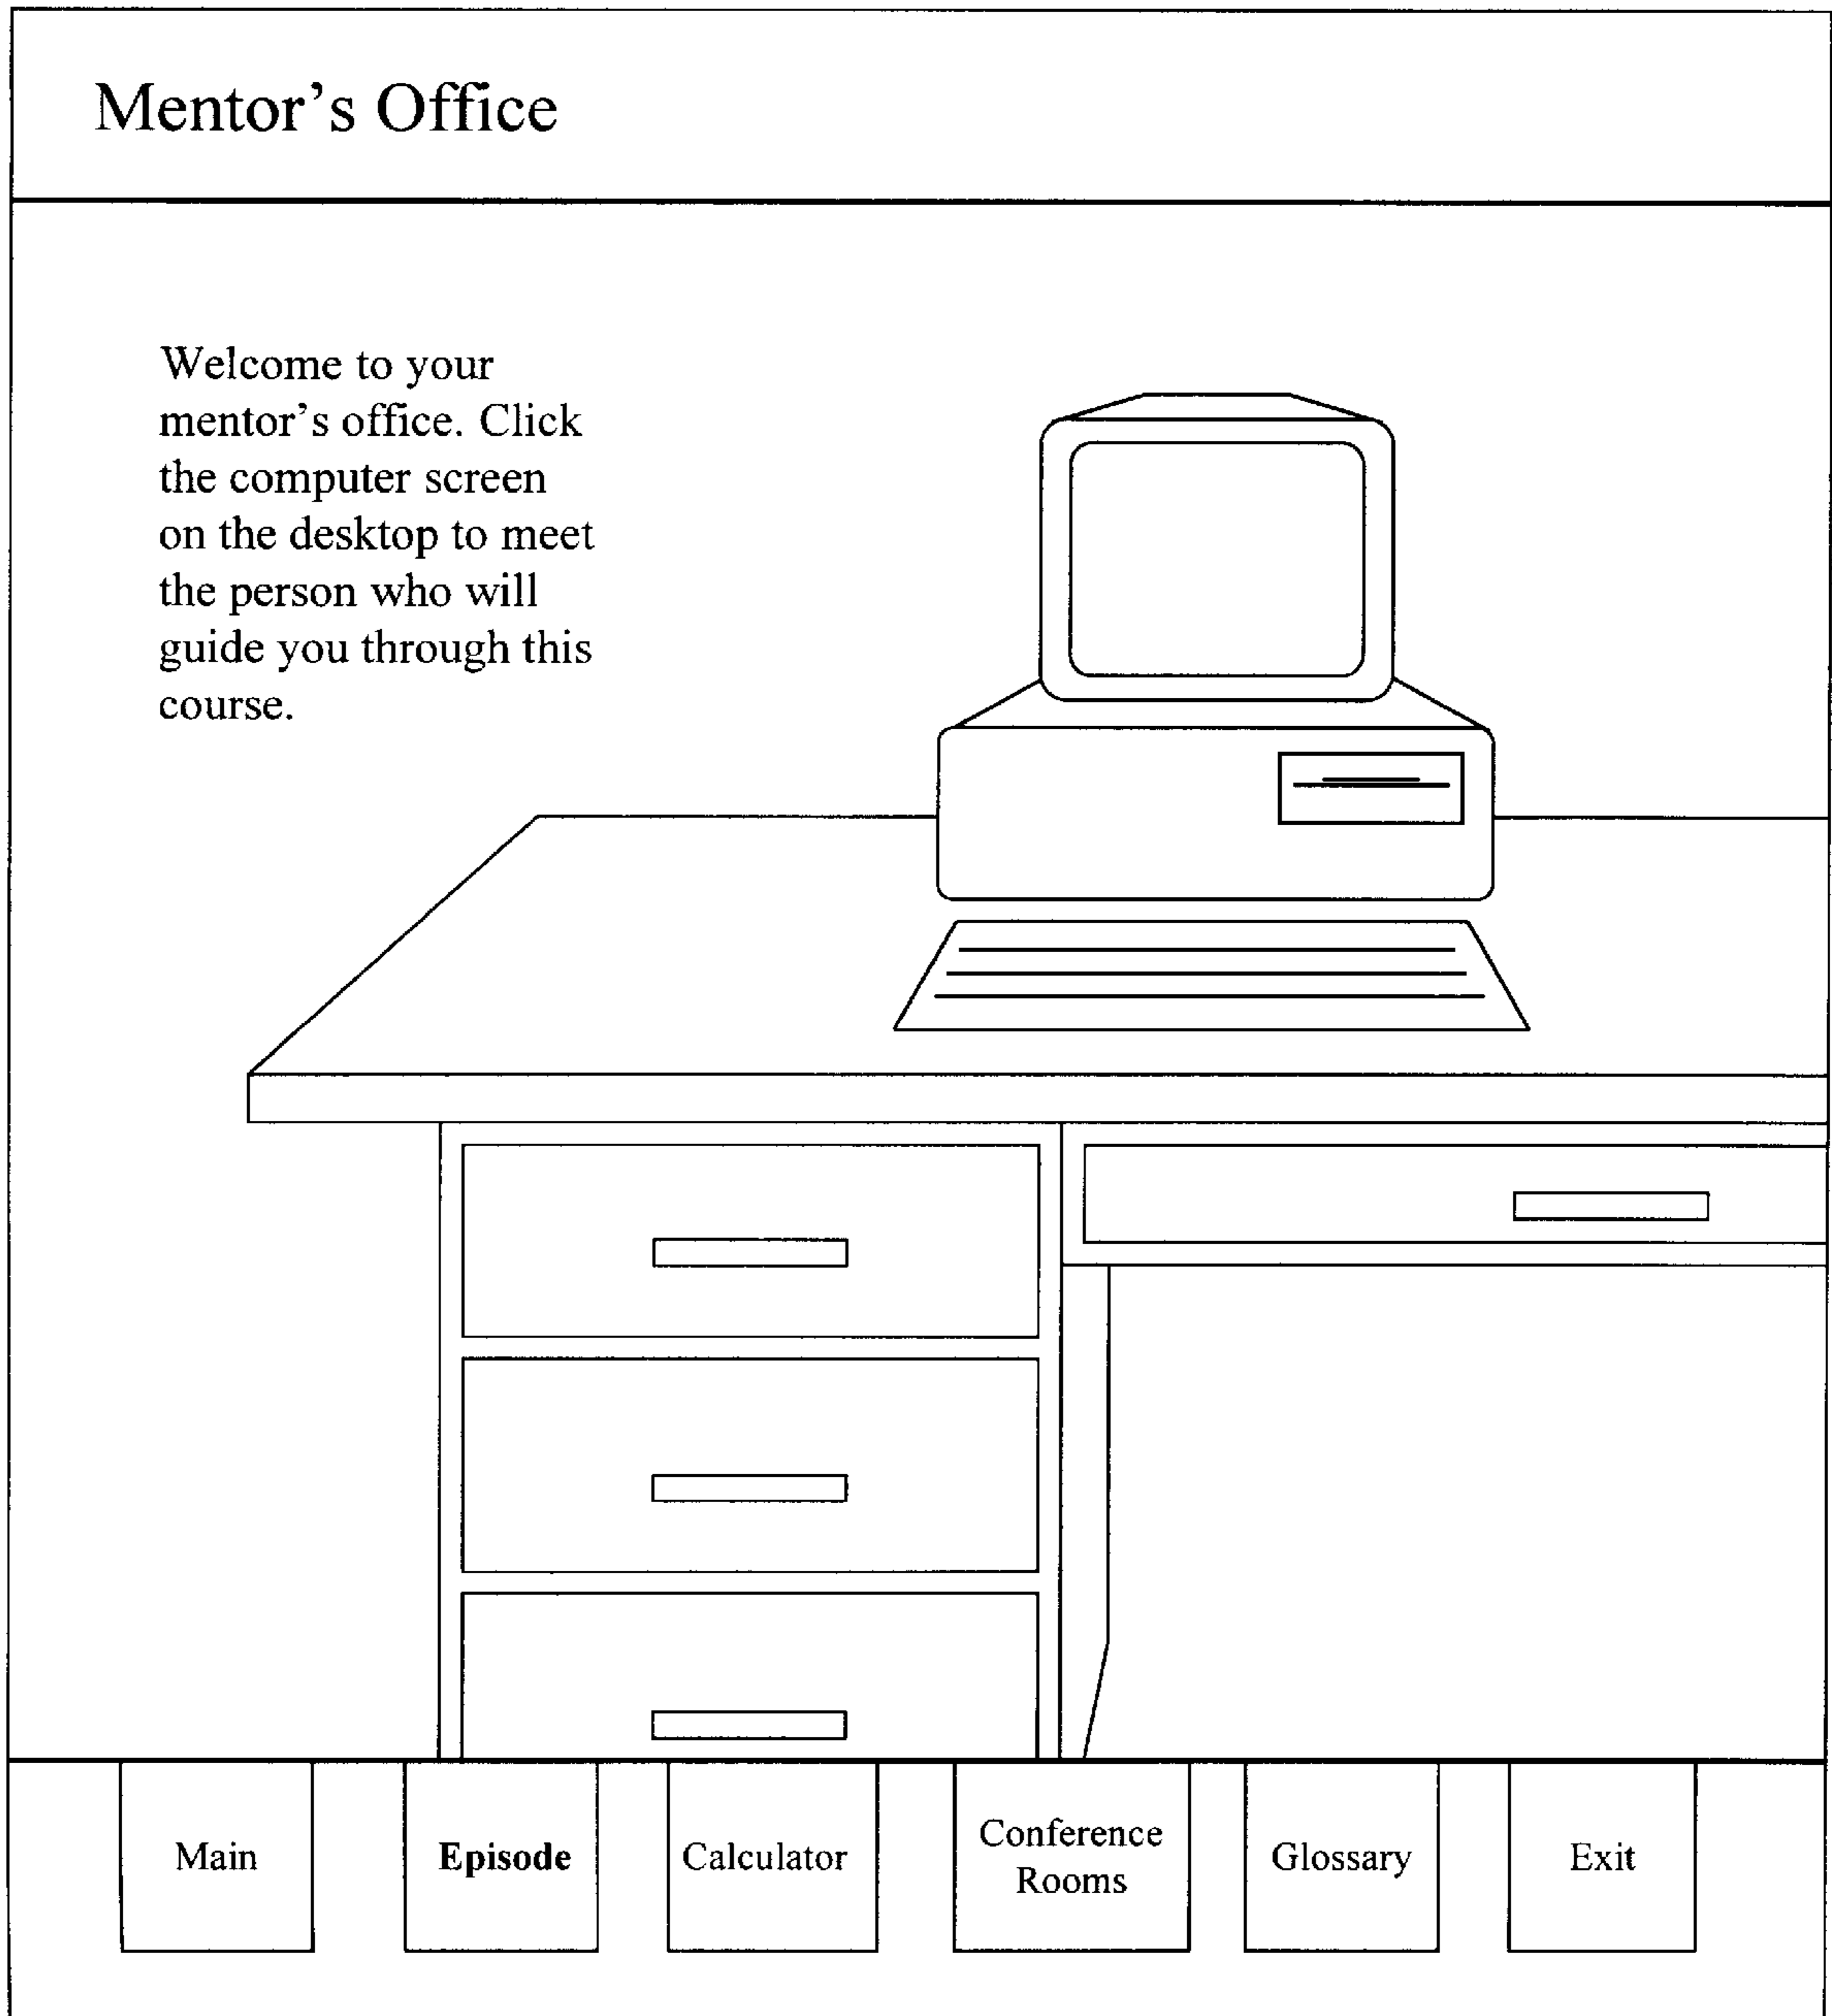 Mentor's Office
Welcome to your
mentor's office. Click
the computer screen
on the desktop to meet
the person who will
guide you through this
course.
Main
Episode
Calculator
Conference
Rooms
Glossary
Exit